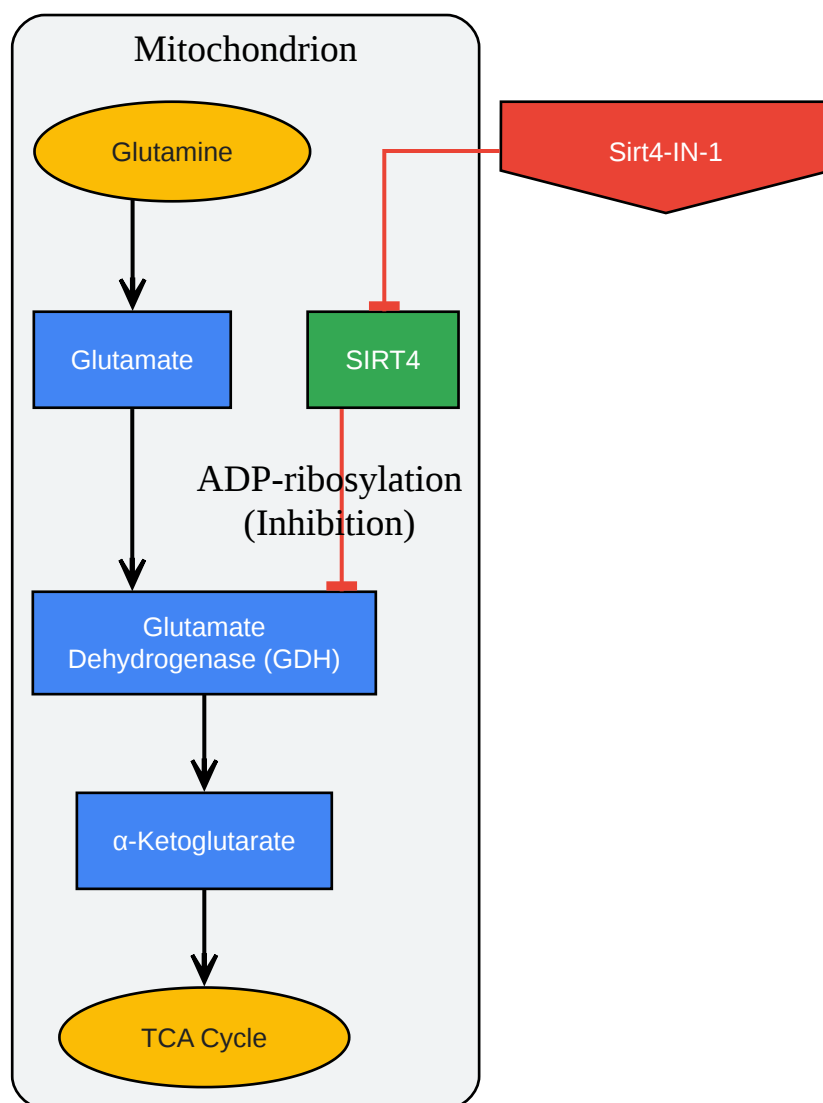 Mitochondrion
Glutamine
Sirt4-IN-1
Glutamate
SIRT4
ADP-ribosylation
(Inhibition)
Glutamate
Dehydrogenase (GDH)
α-Ketoglutarate
TCA Cycle